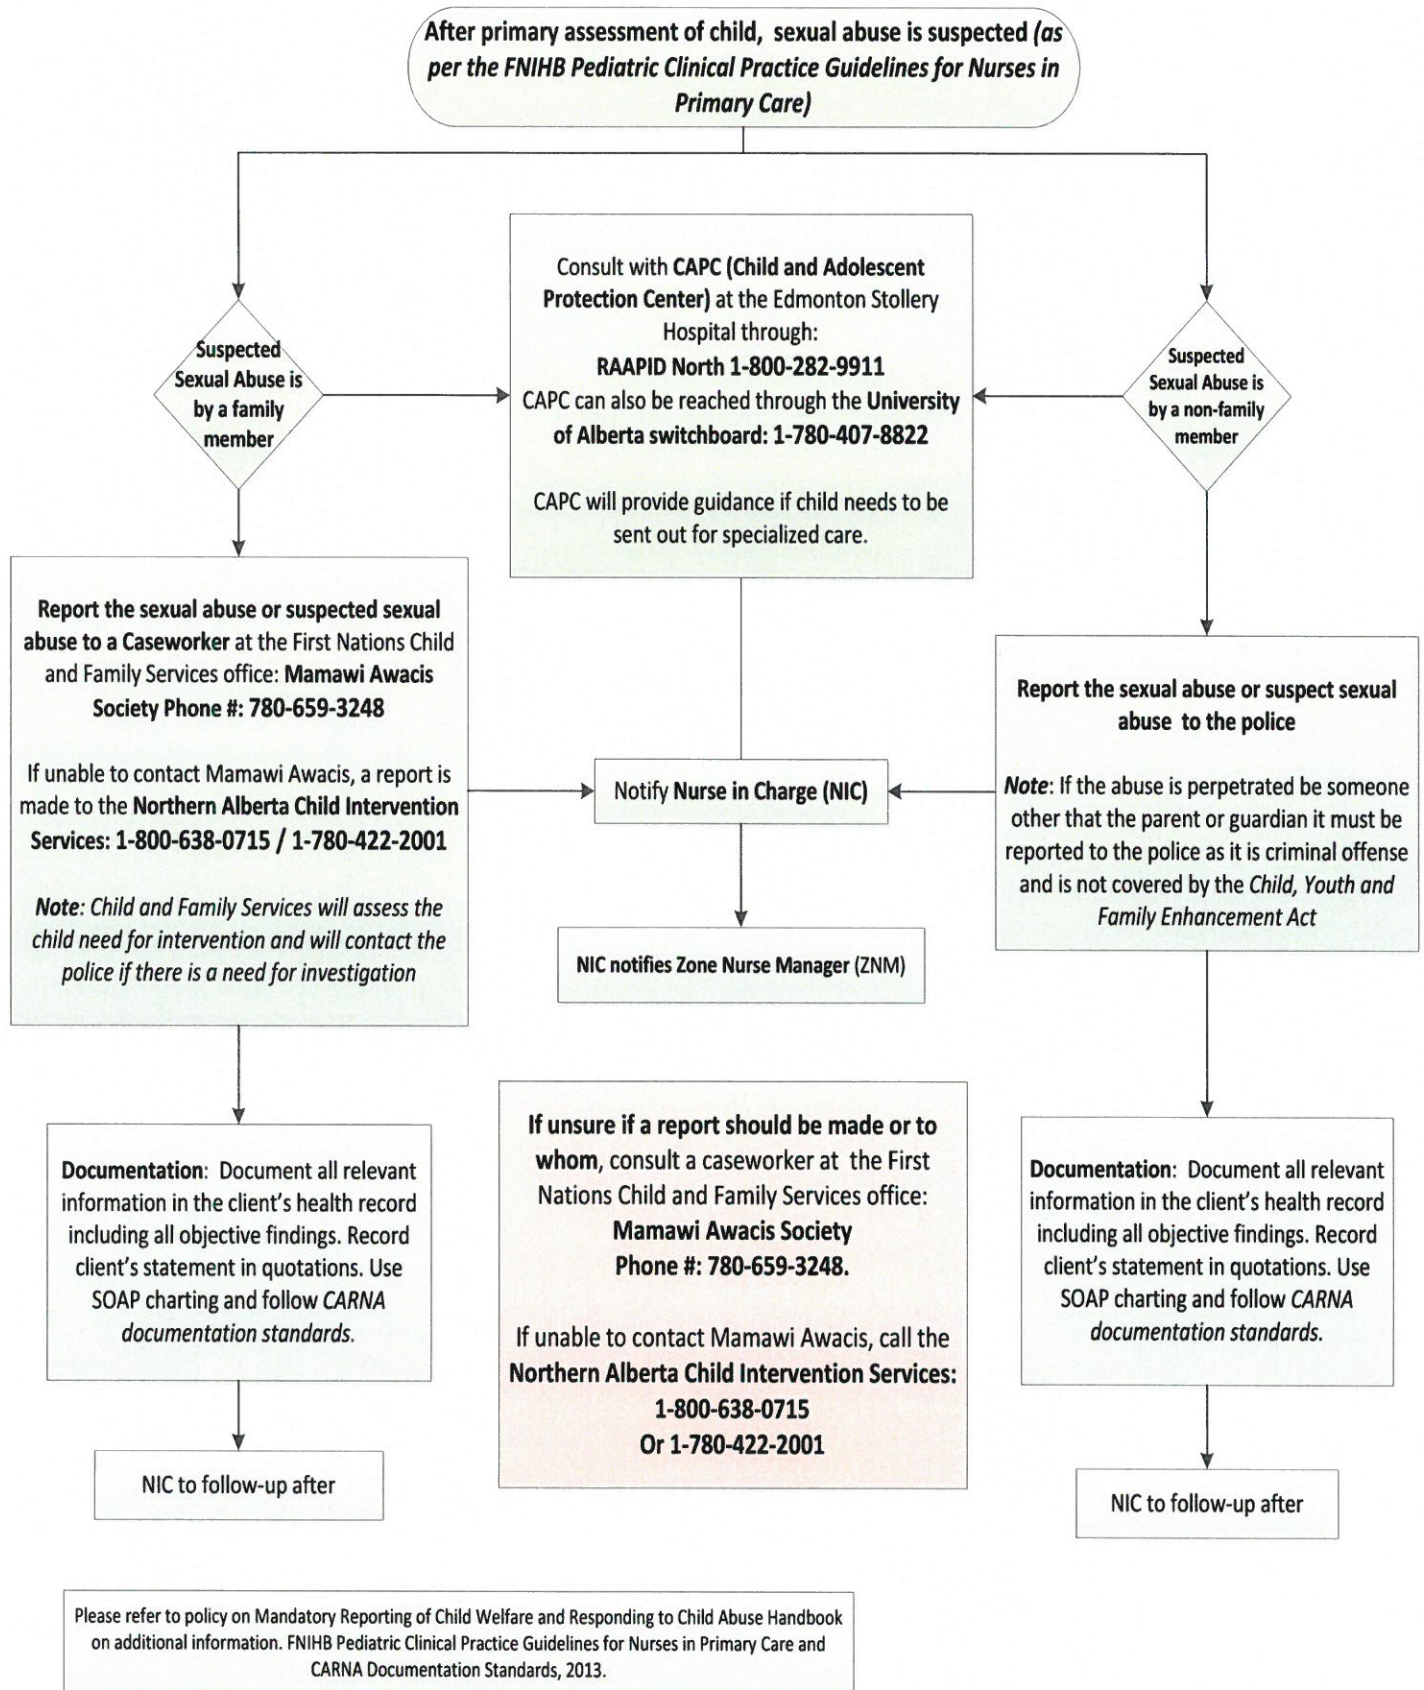 After primary assessment of child, sexual abuse is suspected (as
per the FNIHB Pediatric Clinical Practice Guidelines for Nurses in
Primary Care)
Suspected
Sexual Abuse is
by a family
member
Consult with CAPC (Child and Adolescent
Protection Center) at the Edmonton Stollery
Hospital through:
RAAPID North 1-800-282-9911
CAPC can also be reached through the University
of Alberta switchboard: 1-780-407-8822
CAPC will provide guidance if child needs to be
sent out for specialized care.
Suspected
Sexual Abuse is
by a non-family
member
Report the sexual abuse or suspected sexual
abuse to a Caseworker at the First Nations Child
and Family Services office: Mamawi Awacis
Society Phone #: 780-659-3248
If unable to contact Mamawi Awacis, a report is
made to the Northern Alberta Child Intervention
Services: 1-800-638-0715 / 1-780-422-2001
Note: Child and Family Services will assess the
child need for intervention and will contact the
police if there is a need for investigation
Notify Nurse in Charge (NIC)
NIC notifies Zone Nurse Manager (ZNM)
Report the sexual abuse or suspect sexual
abuse to the police
Note: If the abuse is perpetrated be someone
other that the parent or guardian it must be
reported to the police as it is criminal offense
and is not covered by the Child, Youth and
Family Enhancement Act
Documentation: Document all relevant
information in the client's health record
including all objective findings. Record
client's statement in quotations. Use
SOAP charting and follow CARNA
documentation standards.
If unsure if a report should be made or to
whom, consult a caseworker at the First
Nations Child and Family Services office:
Mamawi Awacis Society
Phone #: 780-659-3248.
If unable to contact Mamawi Awacis, call the
Northern Alberta Child Intervention Services:
1-800-638-0715
Or 1-780-422-2001
Documentation: Document all relevant
information in the client's health record
including all objective findings. Record
client's statement in quotations. Use
SOAP charting and follow CARNA
documentation standards.
NIC to follow-up after
NIC to follow-up after
Please refer to policy on Mandatory Reporting of Child Welfare and Responding to Child Abuse Handbook
on additional information. FNIHB Pediatric Clinical Practice Guidelines for Nurses in Primary Care and
CARNA Documentation Standards, 2013.